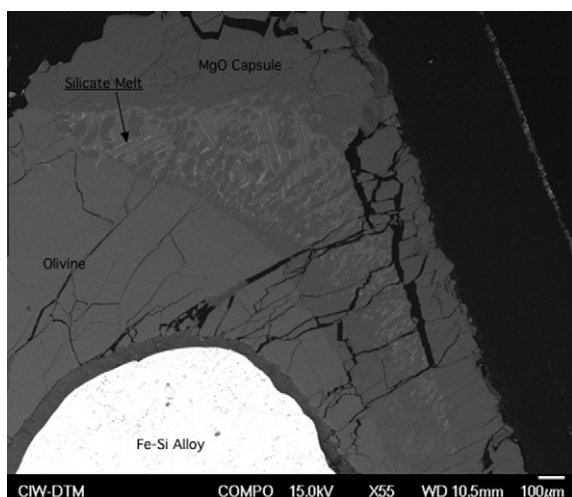 MgO Capsule
Silicate Melt
Olivine
Fe-Si Alloy
CIW-DTM COMPO 15.0kV X55 WD 10.5mm 100µm